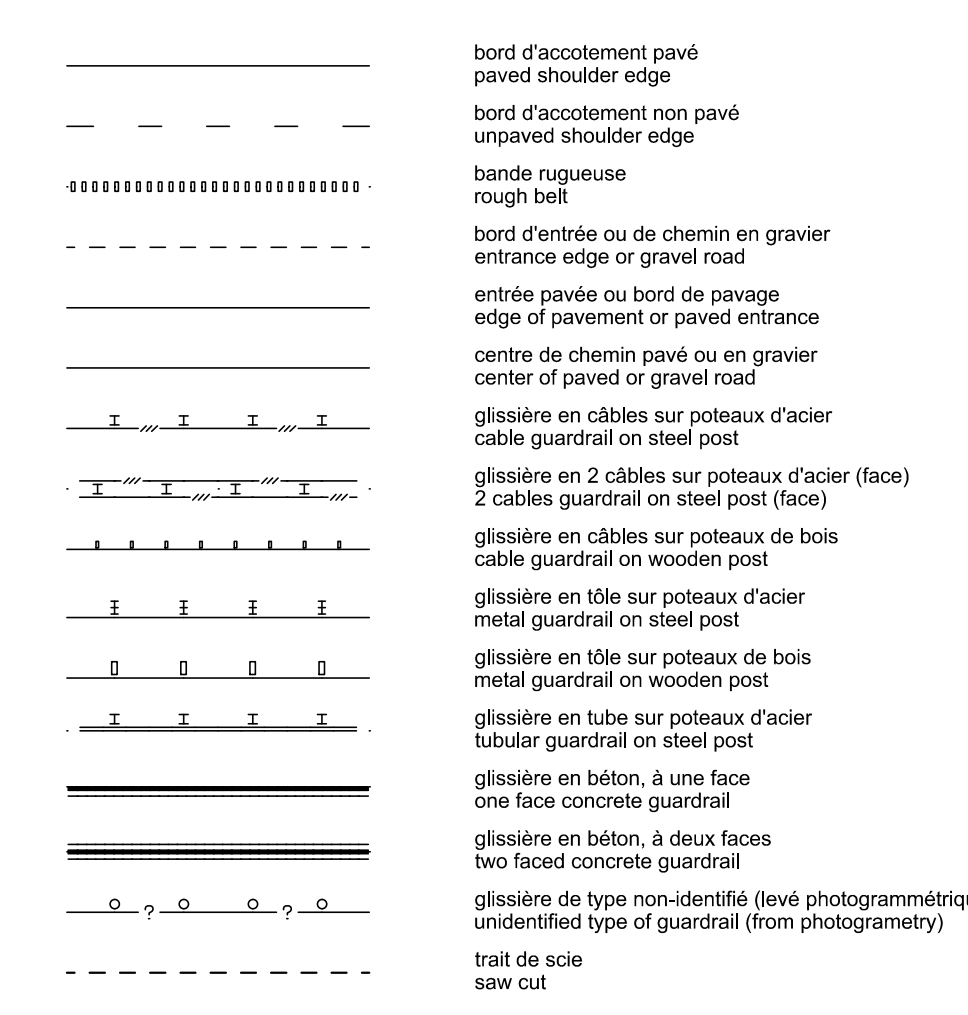 bord d'accotement pavé
paved shoulder edge
bord d'accotement non pavé
unpaved shoulder edge
bande rugueuse
rough belt
bord d'entrée ou de chemin en gravier
entrance edge or gravel road
entrée pavée ou bord de pavage
edge of pavement or paved entrance
centre de chemin pavé ou en gravier
center of paved or gravel road
glissière en câbles sur poteaux d'acier
cable guardrail on steel post
glissière en 2 câbles sur poteaux d'acier (face)
2 cables guardrail on steel post (face)
glissière en câbles sur poteaux de bois
cable guardrail on wooden post
glissière en tôle sur poteaux d'acier
metal guardrail on steel post
glissière en tôle sur poteaux de bois
metal guardrail on wooden post
glissière en tube sur poteaux d'acier
tubular guardrail on steel post
glissière en béton, à une face
one face concrete guardrail
glissière en béton, à deux faces
two faced concrete guardrail
? ?
glissière de type non-identifié (levé
unidentified type of guardrail (from photogrametry)
trait de scie
saw cut